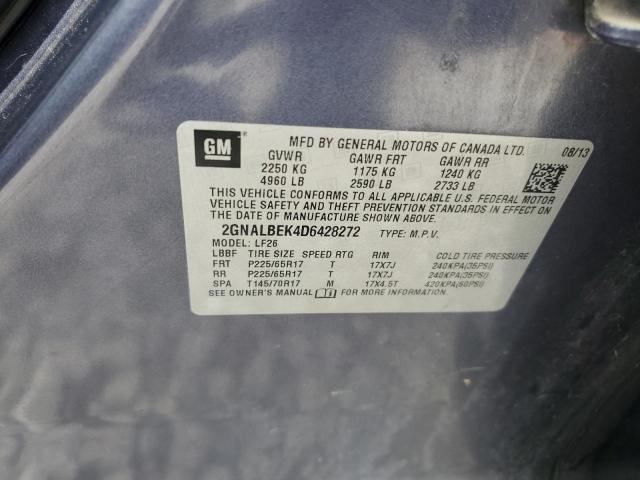 GM
MFD BY GENERAL MOTORS OF CANADA LTD. 08/13
GVWR GAWR FRT GAWR RR
2250 KG 1175 KG 1240 KG
4960 LB 2590 LB 2733 LB
THIS VEHICLE CONFORMS TO ALL APPLICABLE U.S. FEDERAL MOTOR
VEHICLE SAFETY AND THEFT PREVENTION STANDARDS IN EFFECT ON
THE DATE OF MANUFACTURE SHOWN ABOVE.
2GNALBEK4D6428272 TYPE: M.P.V.
MODEL: LF26
LBBF TIRE SIZE SPEED RTG RIM COLD TIRE PRESSURE
FRT P225/65R17 T 17X7J 240KPA(35PSI)
RR P225/65R17 T 17X7J 240KPA(35PSI)
SPA T145/70R17 M 17X4.5T 420KPA(60PSI)
SEE OWNER'S MANUAL FOR MORE INFORMATION.